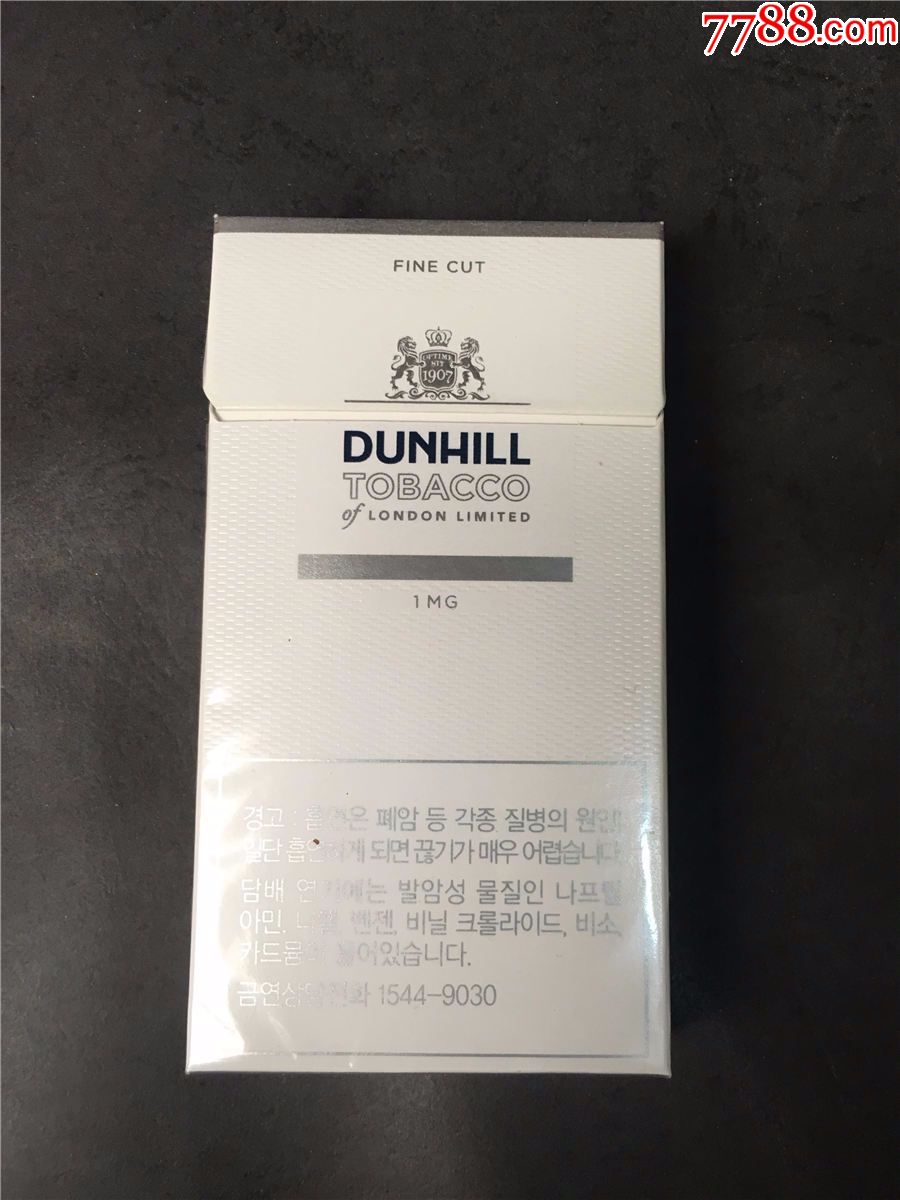 7788.com
FINE CUT
OPTIME
SIT
1907
DUNHILL
TOBACCO
of LONDON LIMITED
1 MG
경고 : 흡연은 폐암 등 각종 질병의 원인
일단 흡연하게 되면 끊기가 매우 어렵습니다
담배 연기에는 발암성 물질인 나프틸
아민, 니켈, 벤젠, 비닐 크롤라이드, 비소,
카드뮴이 들어있습니다.
금연상담전화 1544-9030